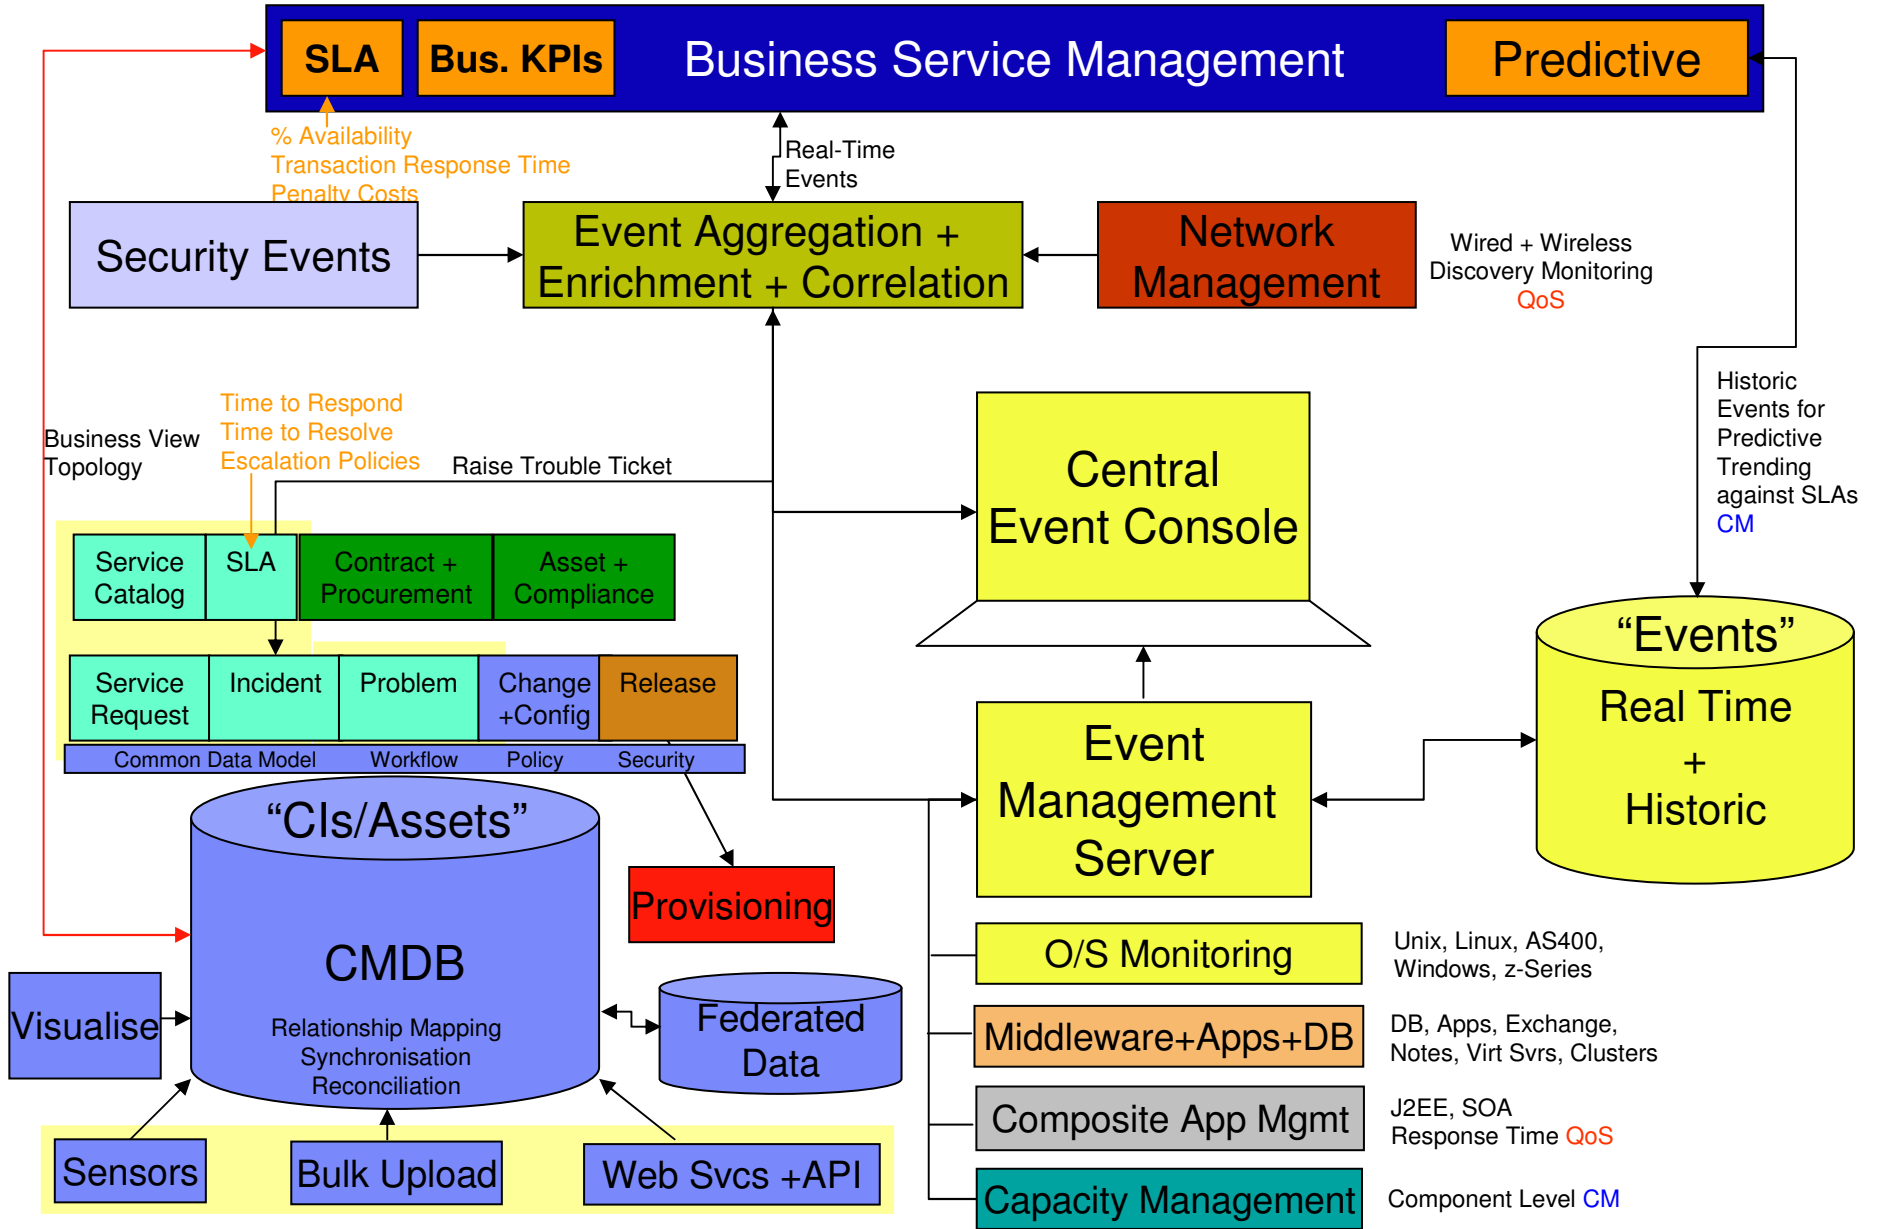 SLA
Bus. KPIs
Business Service Management
Predictive
% Availability
Transaction Response Time
Penalty Costs
Real-Time
Events
Security Events
Event Aggregation +
Enrichment + Correlation
Network
Management
Wired + Wireless
Discovery Monitoring
QoS
Historic
Events for
Predictive
Trending
against SLAs
CM
Business View
Topology
Time to Respond
Time to Resolve
Escalation Policies
Raise Trouble Ticket
Central
Event Console
Service
Catalog
SLA
Contract +
Procurement
Asset +
Compliance
Service
Request
Incident
Problem
Change
+Config
Release
Common Data Model
Workflow
Policy
Security
“Events”
Real Time
+
Historic
Event
Management
Server
“CIs/Assets”
CMDB
Relationship Mapping
Synchronisation
Reconciliation
Provisioning
Visualise
Federated
Data
Sensors
Bulk Upload
Web Svcs +API
O/S Monitoring
Unix, Linux, AS400,
Windows, z-Series
Middleware+Apps+DB
DB, Apps, Exchange,
Notes, Virt Svrs, Clusters
Composite App Mgmt
J2EE, SOA
Response Time QoS
Capacity Management
Component Level CM